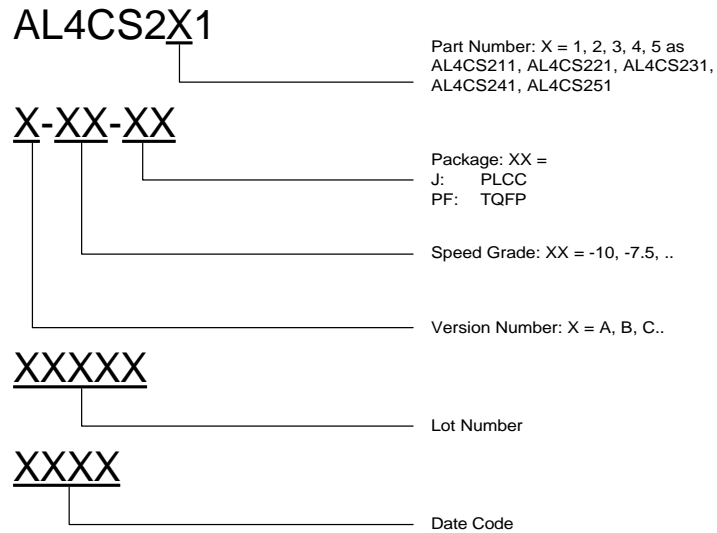 AL4CS2X1
Part Number: X = 1, 2, 3, 4, 5 as
AL4CS211, AL4CS221, AL4CS231,
AL4CS241, AL4CS251
X-XX-XX
Package: XX =
J: PLCC
PF: TQFP
Speed Grade: XX = -10, -7.5, ..
Version Number: X = A, B, C..
XXXXX
Lot Number
XXXX
Date Code